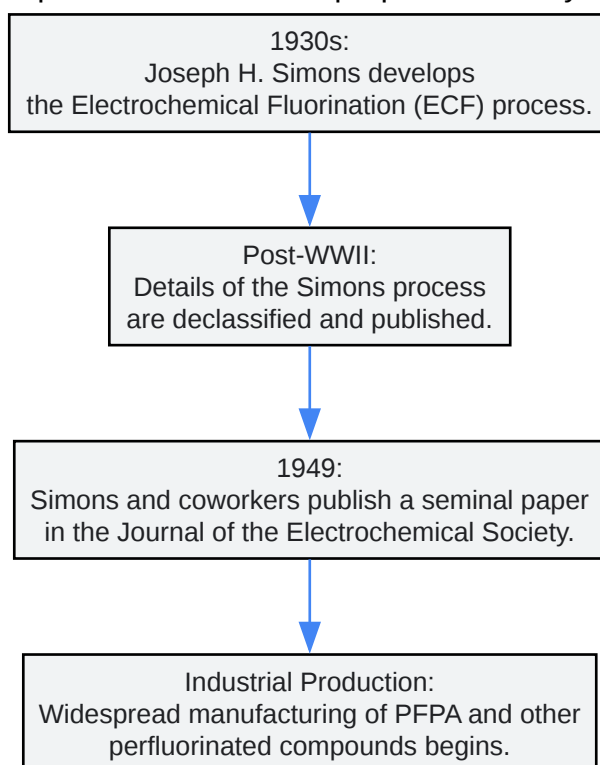 1930s:
Joseph H. Simons develops
the Electrochemical Fluorination (ECF) process.
Post-WWII:
Details of the Simons process
are declassified and published.
1949:
Simons and coworkers publish a seminal paper
in the Journal of the Electrochemical Society.
Industrial Production:
Widespread manufacturing of PFPA and other
perfluorinated compounds begins.